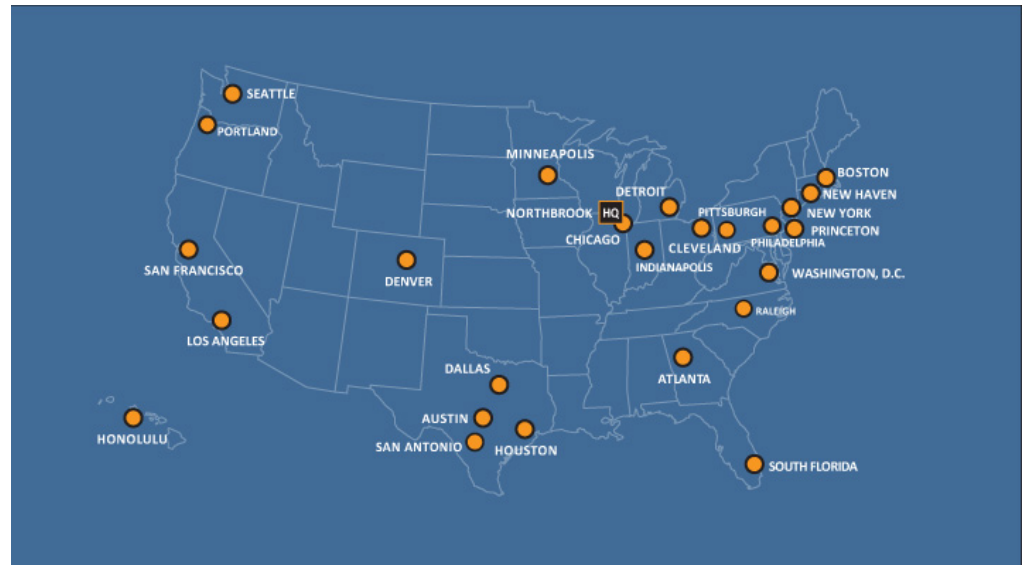 SEATTLE
PORTLAND
MINNEAPOLIS
BOSTON
DETROIT
NEW HAVEN
NORTHBROOK HQ
PITTSBURGH
NEW YORK
CHICAGO
CLEVELAND
PHILADELPHIA
PRINCETON
INDIANAPOLIS
SAN FRANCISCO
DENVER
WASHINGTON, D.C.
RALEIGH
LOS ANGELES
DALLAS
ATLANTA
AUSTIN
HONOLULU
SAN ANTONIO
HOUSTON
SOUTH FLORIDA